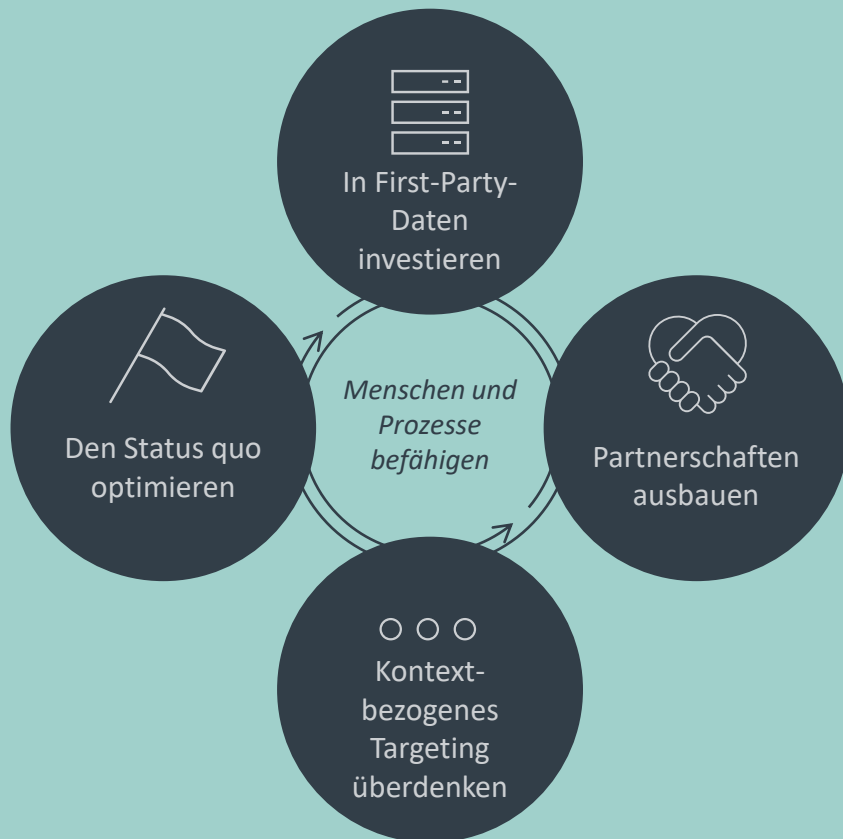 In First-Party-
Daten
investieren
Den Status quo
optimieren
Menschen und
Prozesse
befähigen
Partnerschaften
ausbauen
Kontext-
bezogenes
Targeting
überdenken